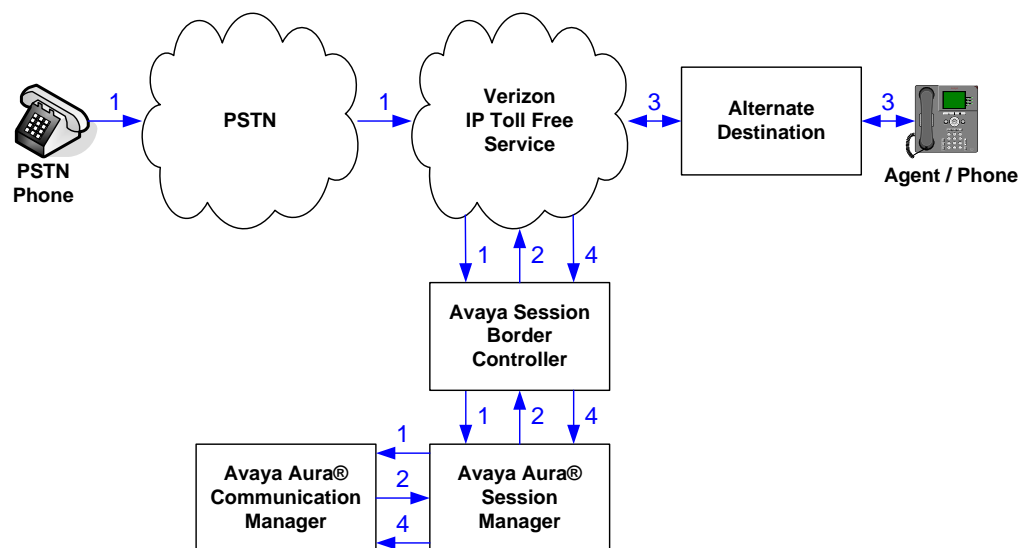 1
PSTN
Phone
PSTN
1
Verizon
IP Toll Free
Service
3
Alternate
Destination
3
Agent / Phone
1
2
4
Avaya Session
Border
Controller
1
2
4
1
2
4
Avaya Aura®
Communication
Manager
Avaya Aura®
Session
Manager